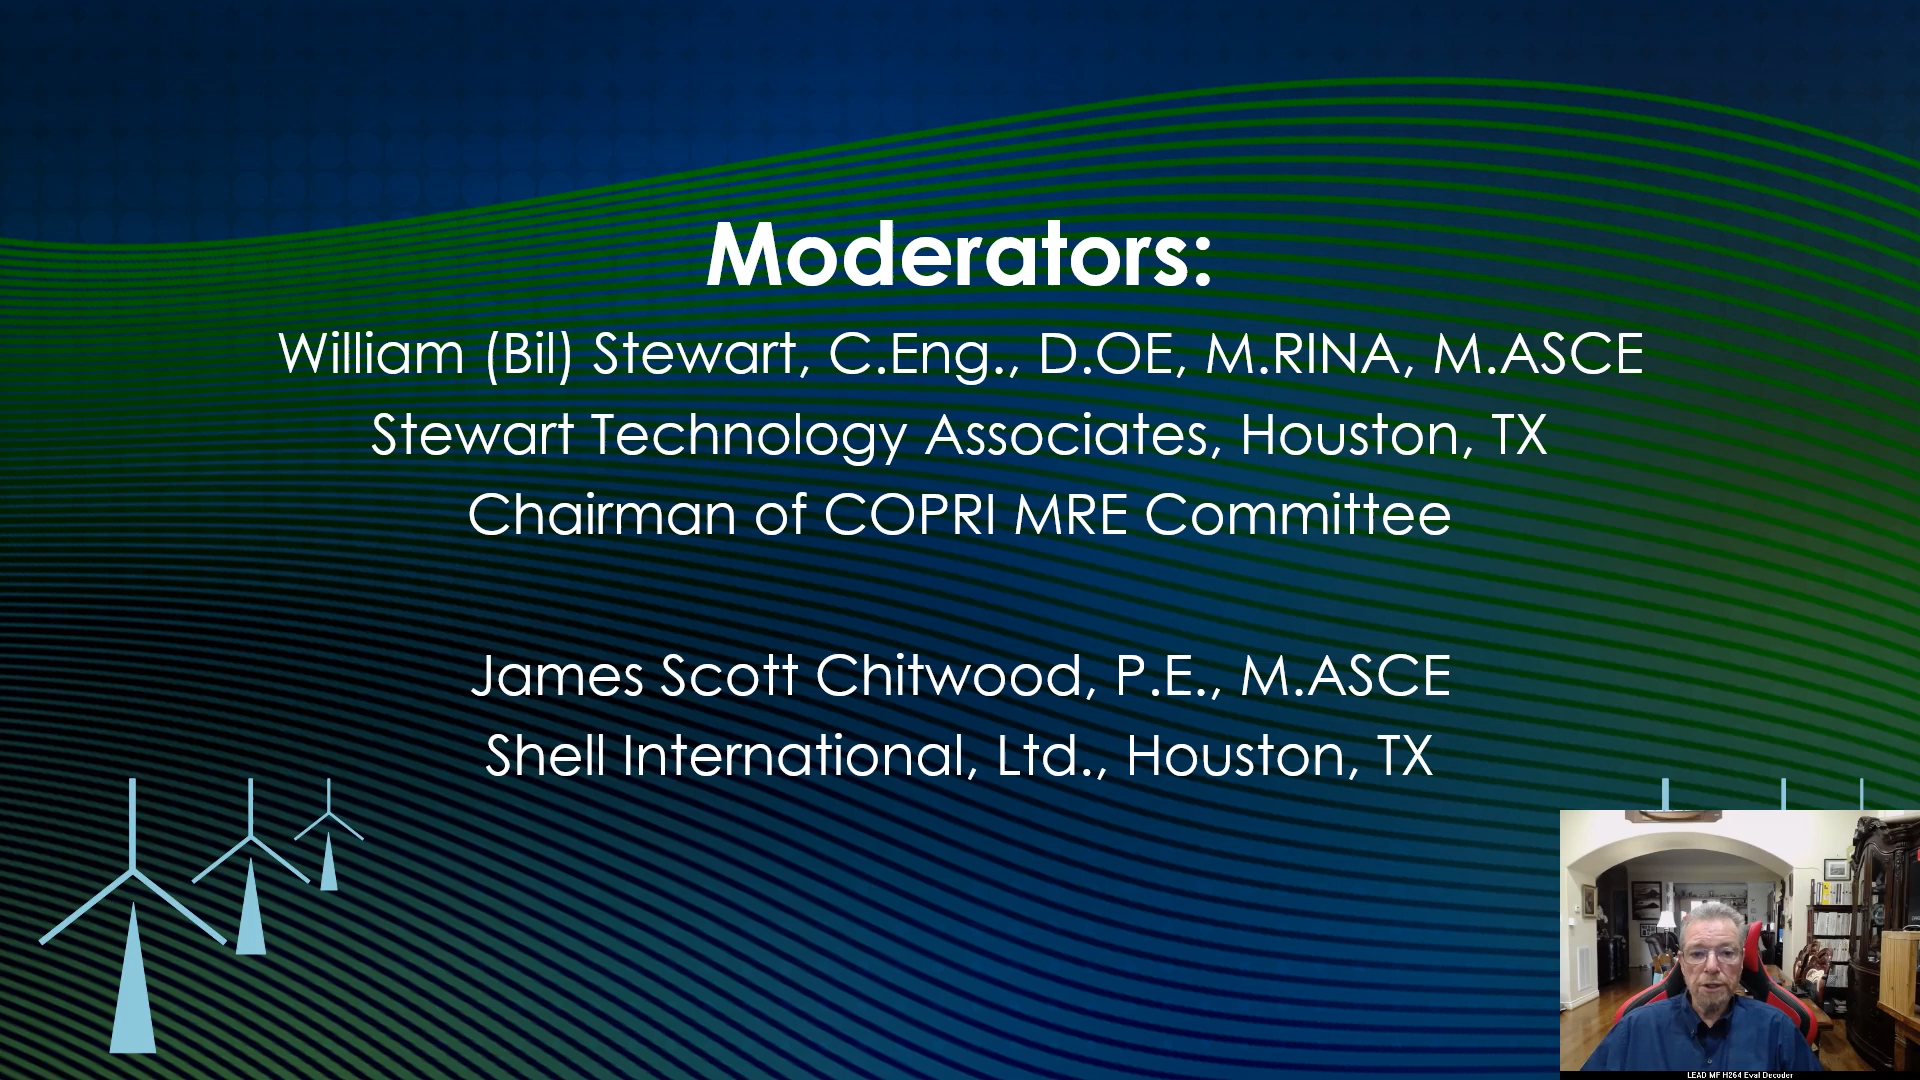 Moderators:
William (Bil) Stewart, C.Eng., D.OE, M.RINA, M.ASCE
Stewart Technology Associates, Houston, TX
Chairman of COPRI MRE Committee
James Scott Chitwood, P.E., M.ASCE
Shell International, Ltd., Houston, TX
LEAD MF H264 Eval Decoder